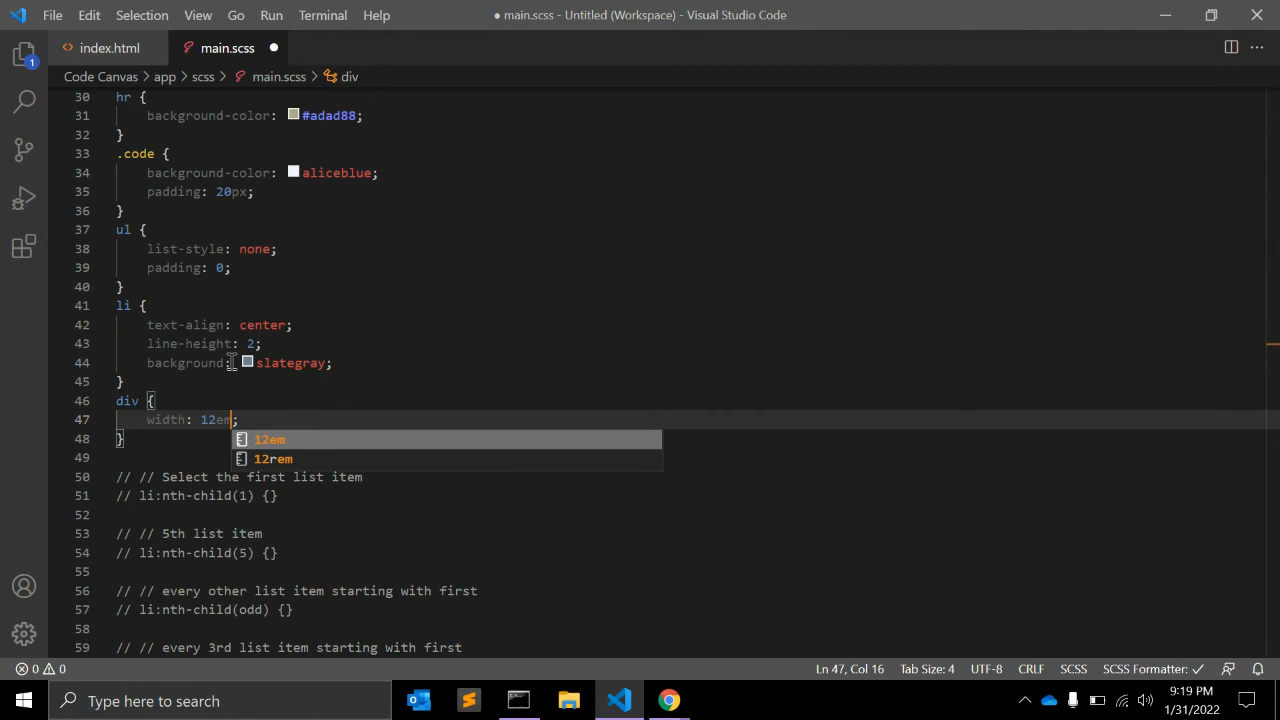 File Edit Selection View Go Run Terminal Help
● main.scss - Untitled (Workspace) - Visual Studio Code
1
<> index.html
main.scss ●
Code Canvas > app > scss > main.scss > div
30 hr {
31 background-color: #adad88;
32 }
33 .code {
34 background-color: aliceblue;
35 padding: 20px;
36 }
37 ul {
38 list-style: none;
39 padding: 0;
40 }
41 li {
42 text-align: center;
43 line-height: 2;
44 background: slategray;
45 }
46 div {
47 width: 12em;
48 }
12em
12rem
49
50 // // Select the first list item
51 // li:nth-child(1) {}
52
53 // // 5th list item
54 // li:nth-child(5) {}
55
56 // // every other list item starting with first
57 // li:nth-child(odd) {}
58
59 // // every 3rd list item starting with first
0 0
Ln 47, Col 16 Tab Size: 4 UTF-8 CRLF SCSS SCSS Formatter: ✓
Type here to search
9:19 PM
1/31/2022